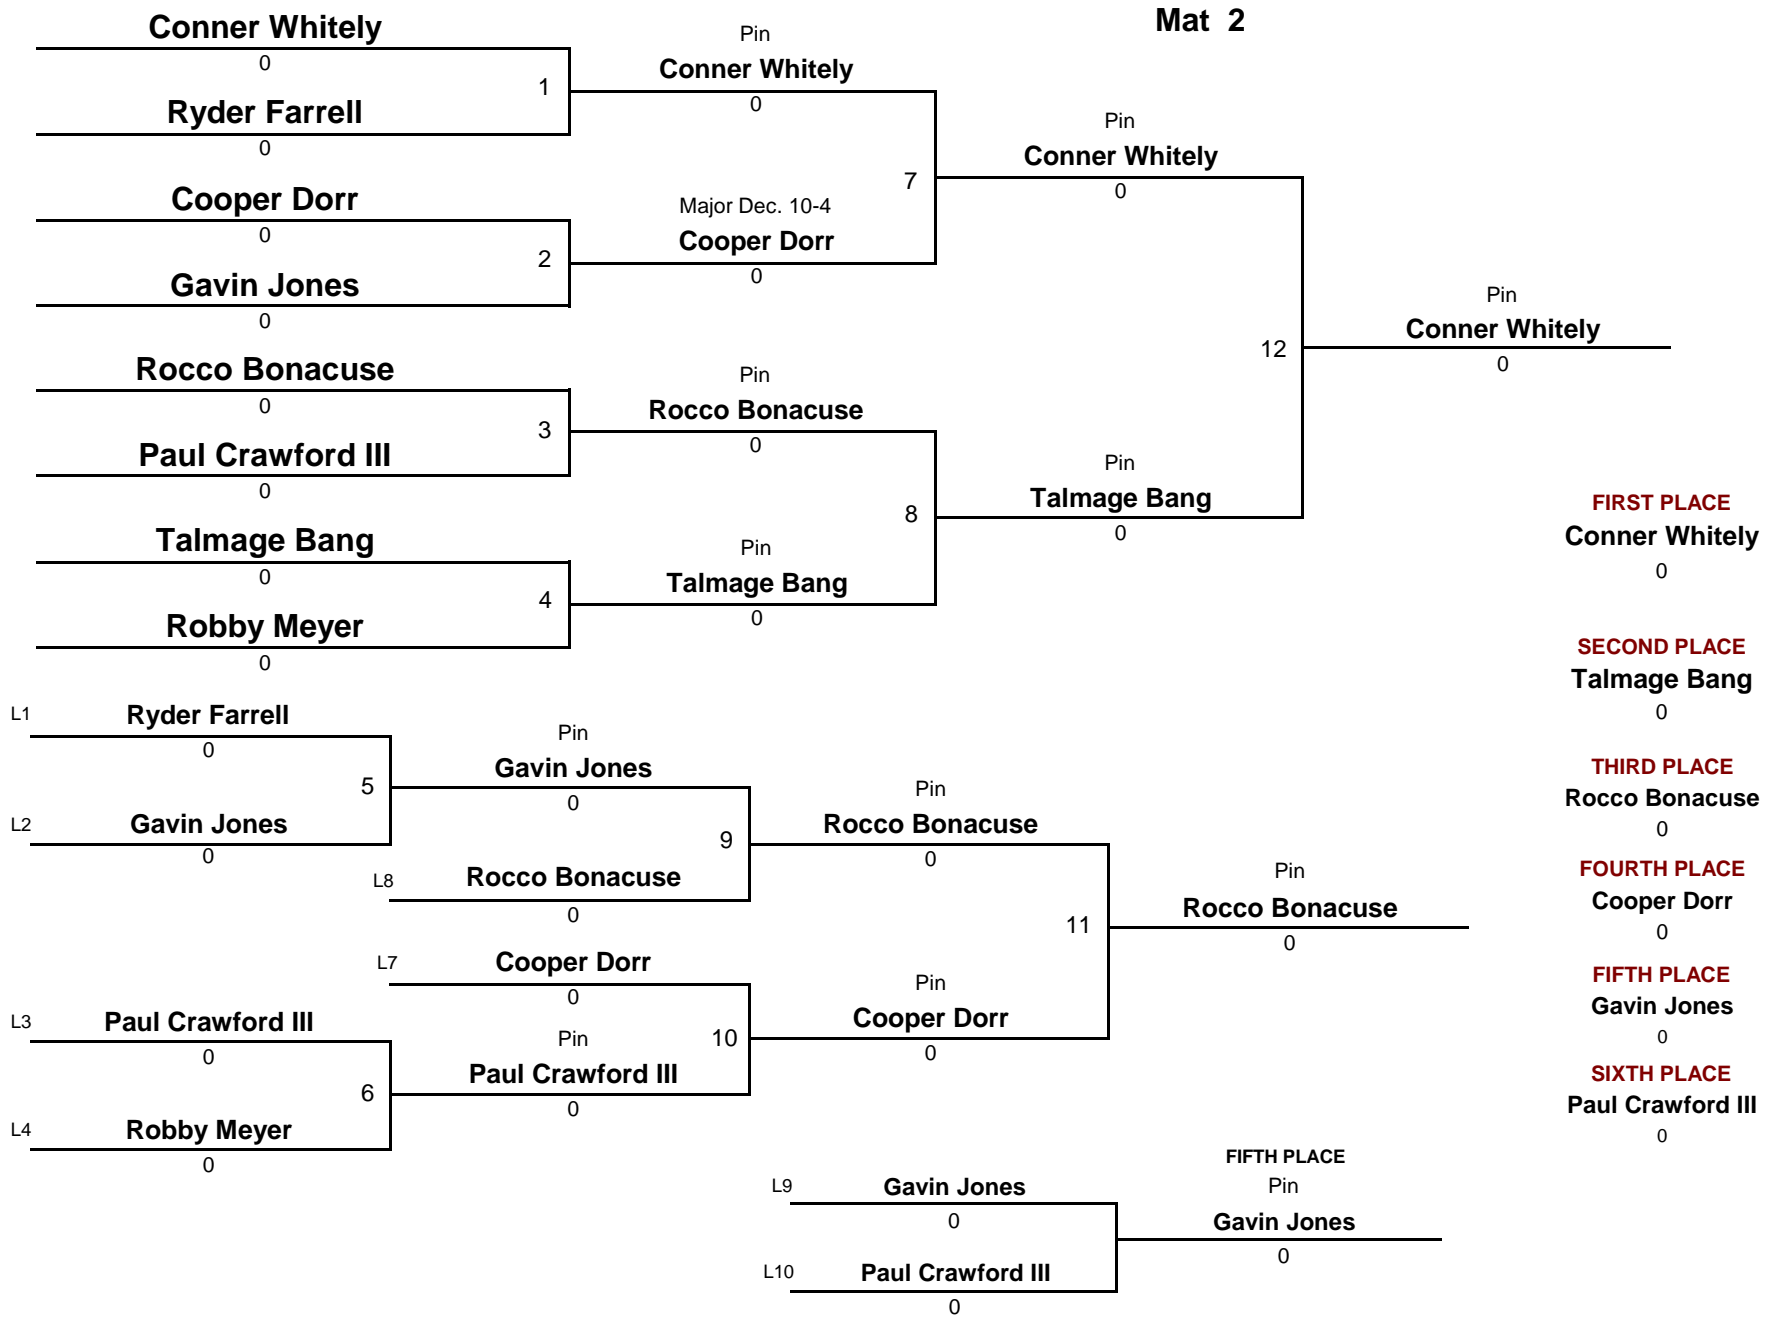 Mat 2
Conner Whitely
0
1
Ryder Farrell
0
Cooper Dorr
0
2
Gavin Jones
0
Rocco Bonacuse
0
3
Paul Crawford III
0
Talmage Bang
0
4
Robby Meyer
0
Pin
Conner Whitely
0
7
Major Dec. 10-4
Cooper Dorr
0
Pin
Rocco Bonacuse
0
8
Pin
Talmage Bang
0
Pin
Conner Whitely
0
12
Pin
Talmage Bang
0
Pin
Conner Whitely
0
L1
Ryder Farrell
0
5
L2
Gavin Jones
0
L3
Paul Crawford III
0
6
L4
Robby Meyer
0
Pin
Gavin Jones
0
9
L8
Rocco Bonacuse
0
L7
Cooper Dorr
0
10
Pin
Paul Crawford III
0
Pin
Rocco Bonacuse
0
11
Pin
Cooper Dorr
0
Pin
Rocco Bonacuse
0
L9
Gavin Jones
0
L10
Paul Crawford III
0
FIFTH PLACE
Pin
Gavin Jones
0
FIRST PLACE
Conner Whitely
0
SECOND PLACE
Talmage Bang
0
THIRD PLACE
Rocco Bonacuse
0
FOURTH PLACE
Cooper Dorr
0
FIFTH PLACE
Gavin Jones
0
SIXTH PLACE
Paul Crawford III
0